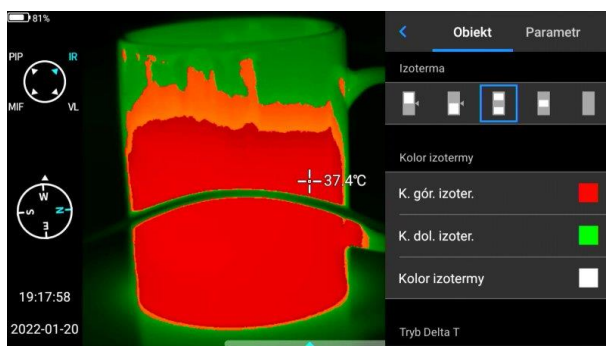 81%
PIP
IR
MIF
VL
W
S
N
E
19:17:58
2022-01-20
37.4°C
Obiekt
Parametr
Izoterma
Kolor izotermy
K. gór. izoter.
K. dol. izoter.
Kolor izotermy
Tryb Delta T